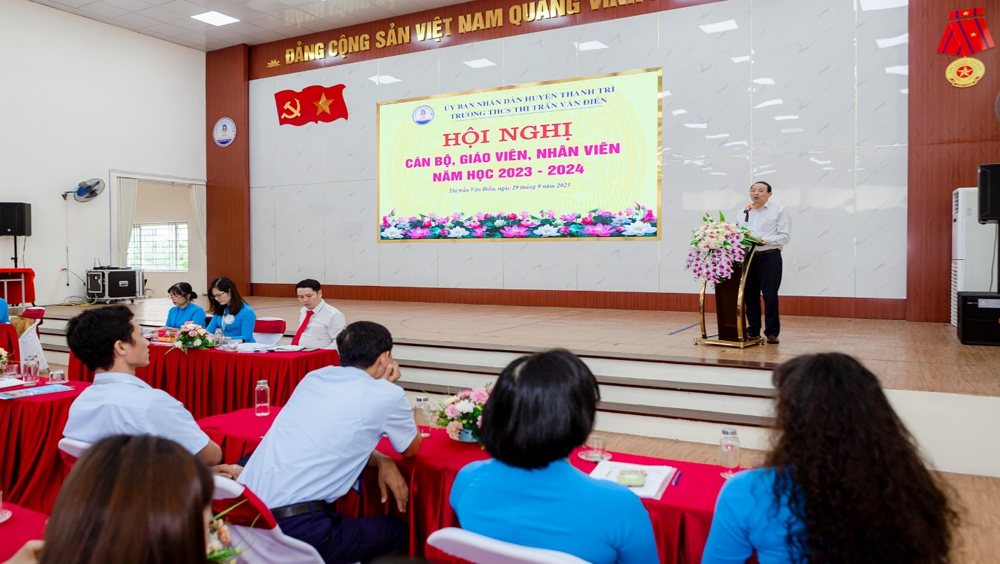 ĐẢNG CỘNG SẢN VIỆT NAM QUANG VINH
ỦY BAN NHÂN DÂN HUYỆN THANH TRÌ
TRƯỜNG THCS THỊ TRẤN VĂN ĐIỂN
HỘI NGHỊ
CÁN BỘ, GIÁO VIÊN, NHÂN VIÊN
NĂM HỌC 2023 - 2024
Thị trấn Văn Điển, ngày 29 tháng 9 năm 2023